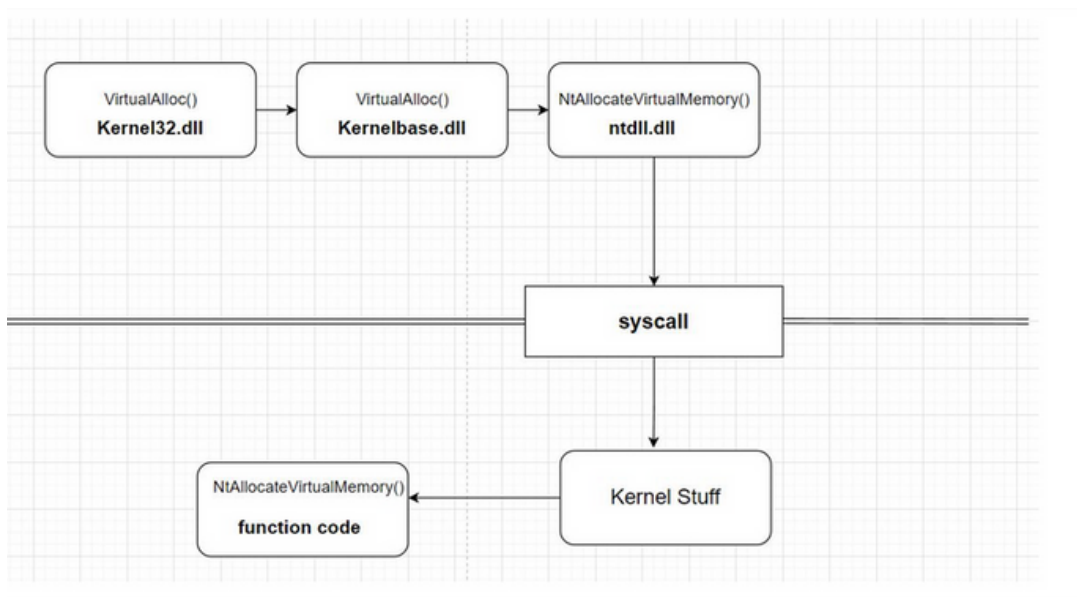 VirtualAlloc()
Kernel32.dll
VirtualAlloc()
Kernelbase.dll
NtAllocateVirtualMemory()
ntdll.dll
syscall
Kernel Stuff
NtAllocateVirtualMemory()
function code